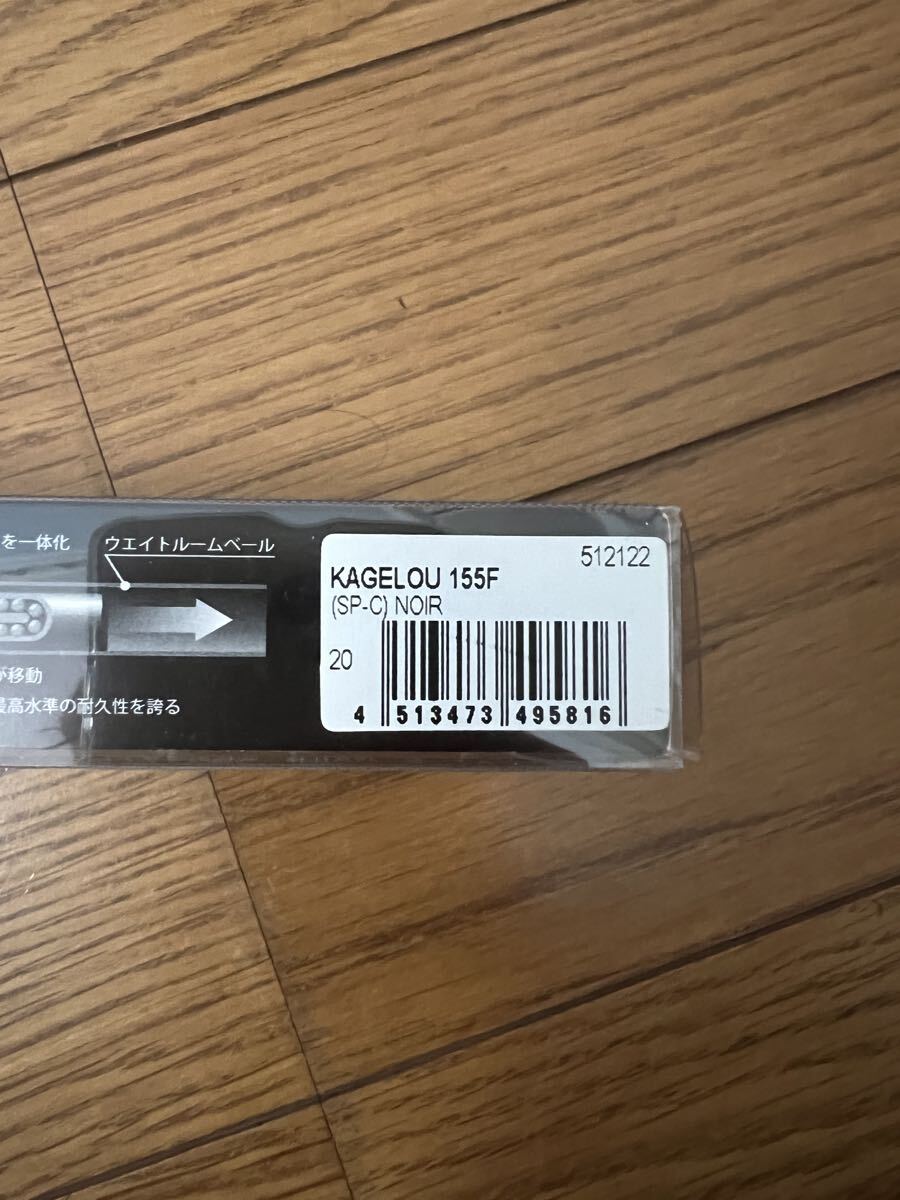 を一体化
ウエイトルームベール
が移動
最高水準の耐久性を誇る
512122
KAGELOU 155F
(SP-C) NOIR
20
4 513473 495816